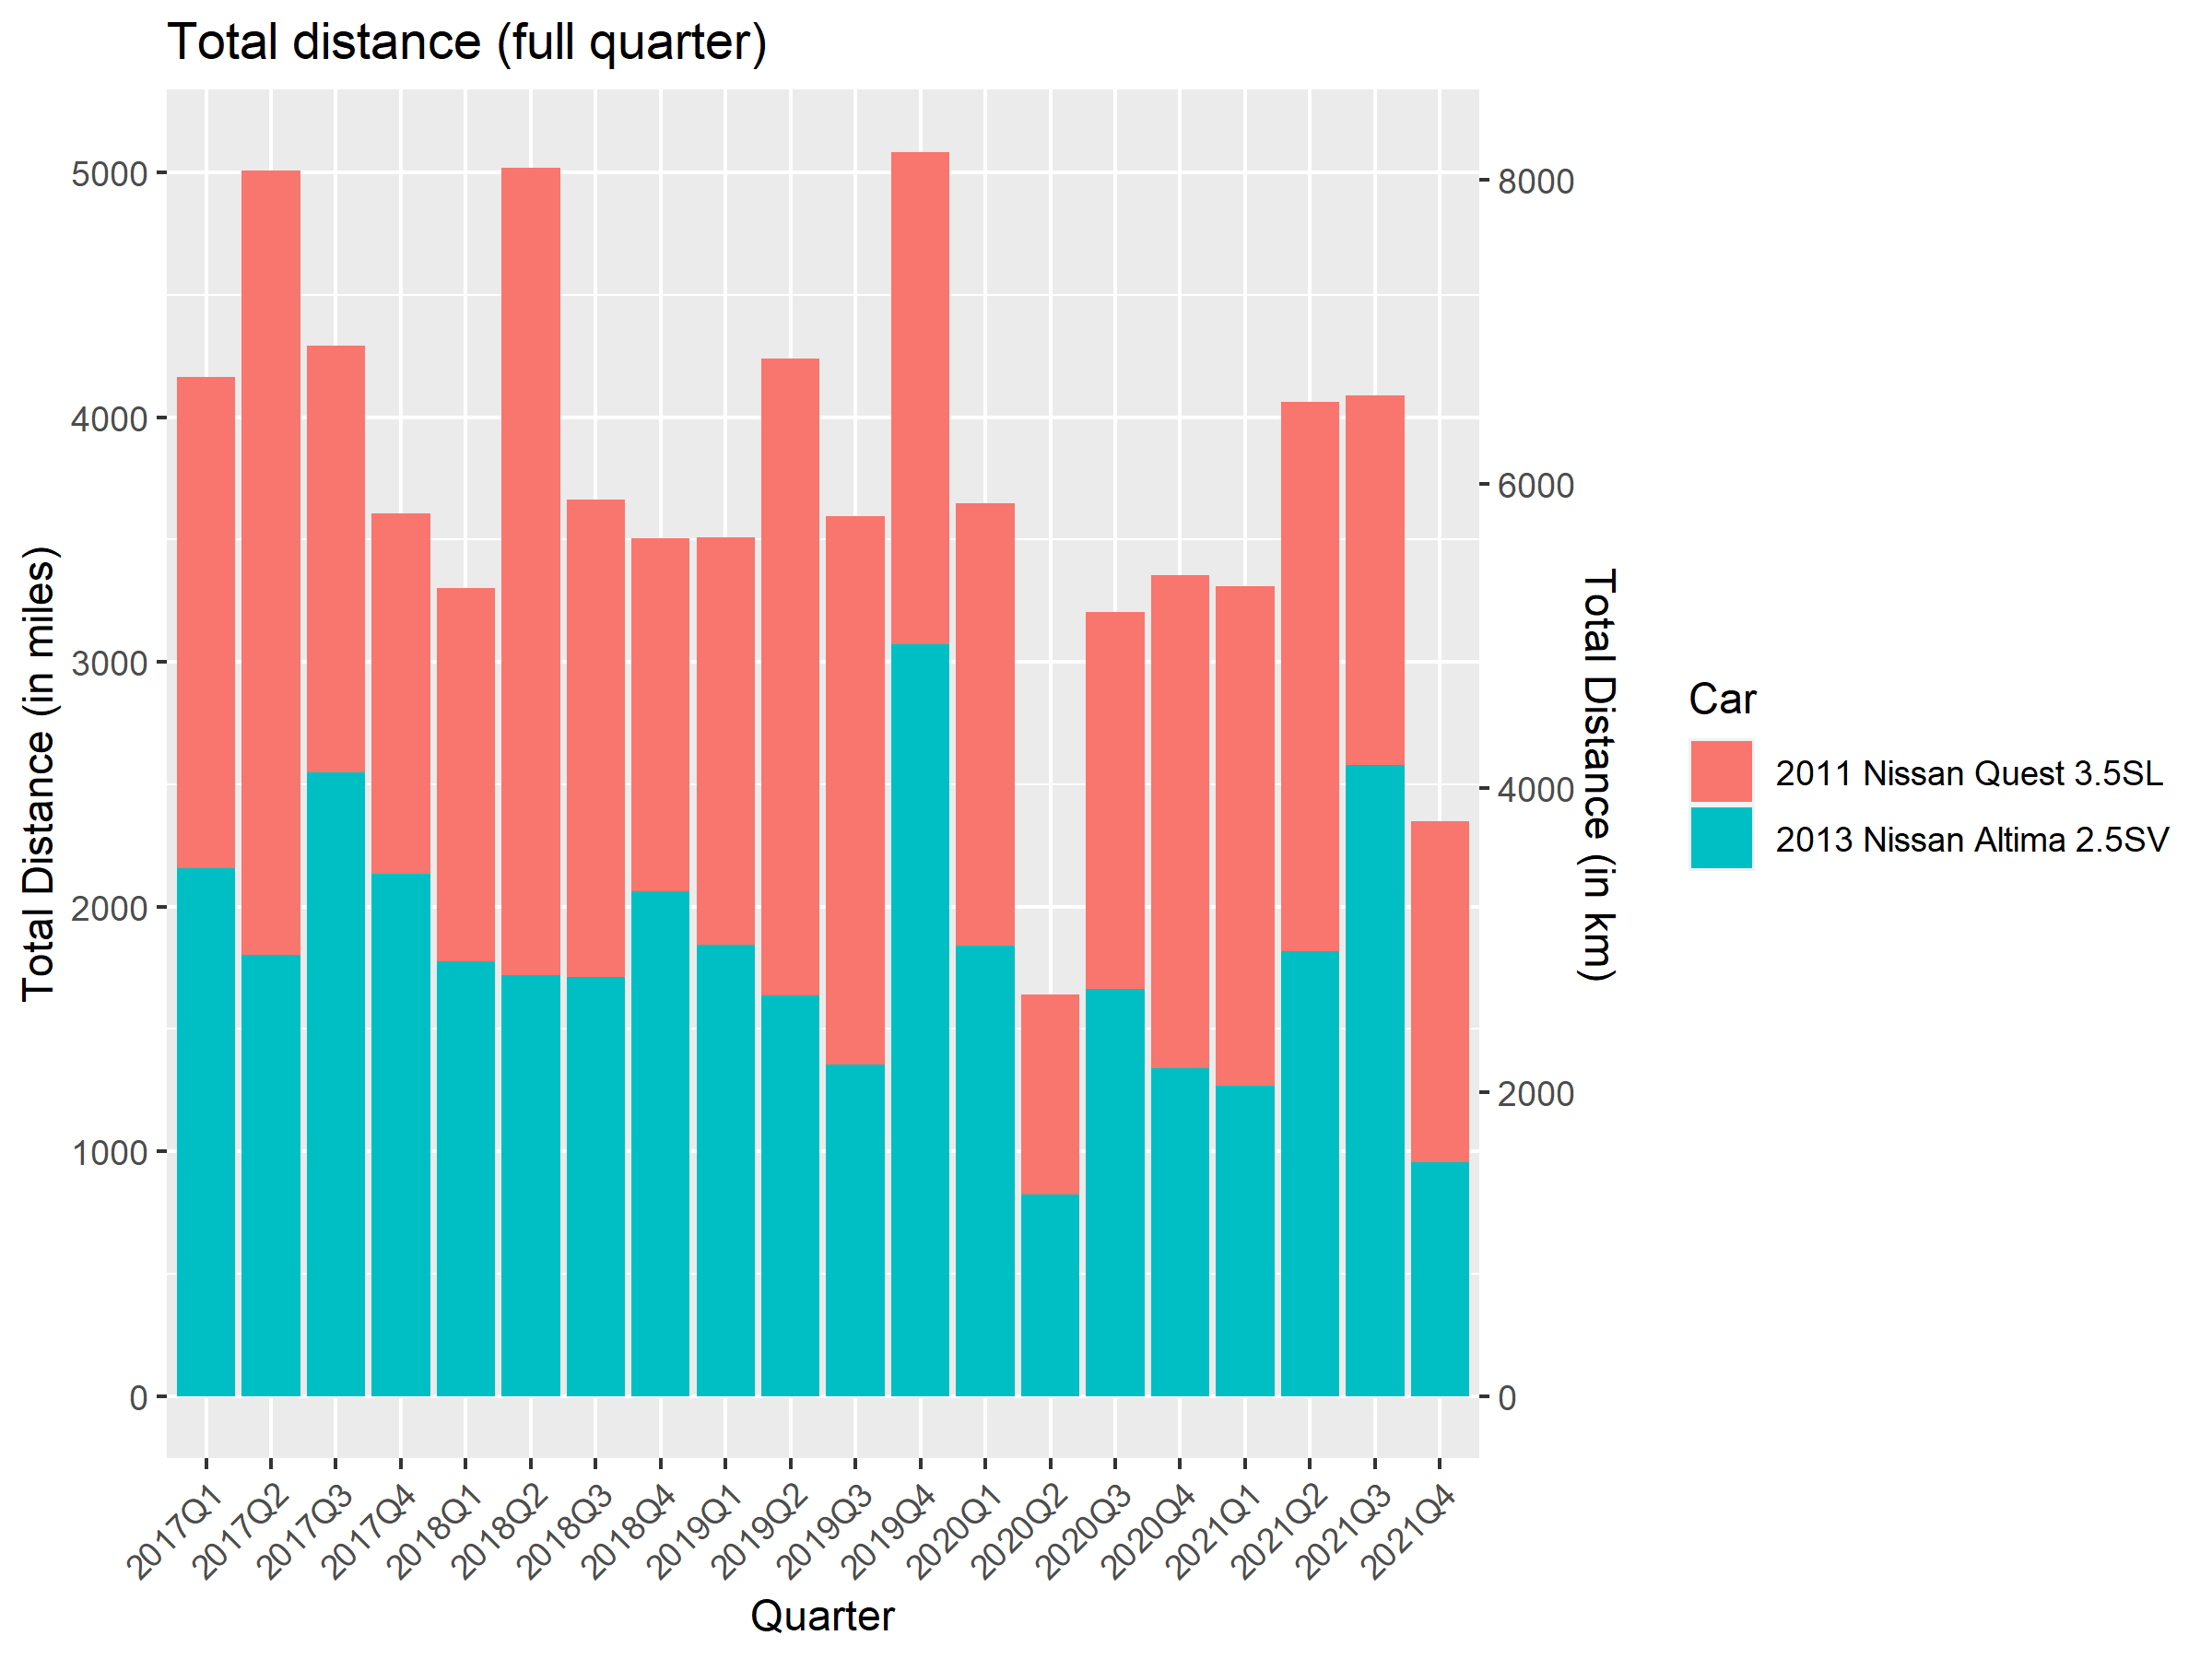 Total distance (full quarter)
Total Distance (in miles)
5000
4000
3000
2000
1000
0
8000
6000
4000
2000
0
Total Distance (in km)
2017Q1
2017Q2
2017Q3
2017Q4
2018Q1
2018Q2
2018Q3
2018Q4
2019Q1
2019Q2
2019Q3
2019Q4
2020Q1
2020Q2
2020Q3
2020Q4
2021Q1
2021Q2
2021Q3
2021Q4
Quarter
Car
2011 Nissan Quest 3.5SL
2013 Nissan Altima 2.5SV